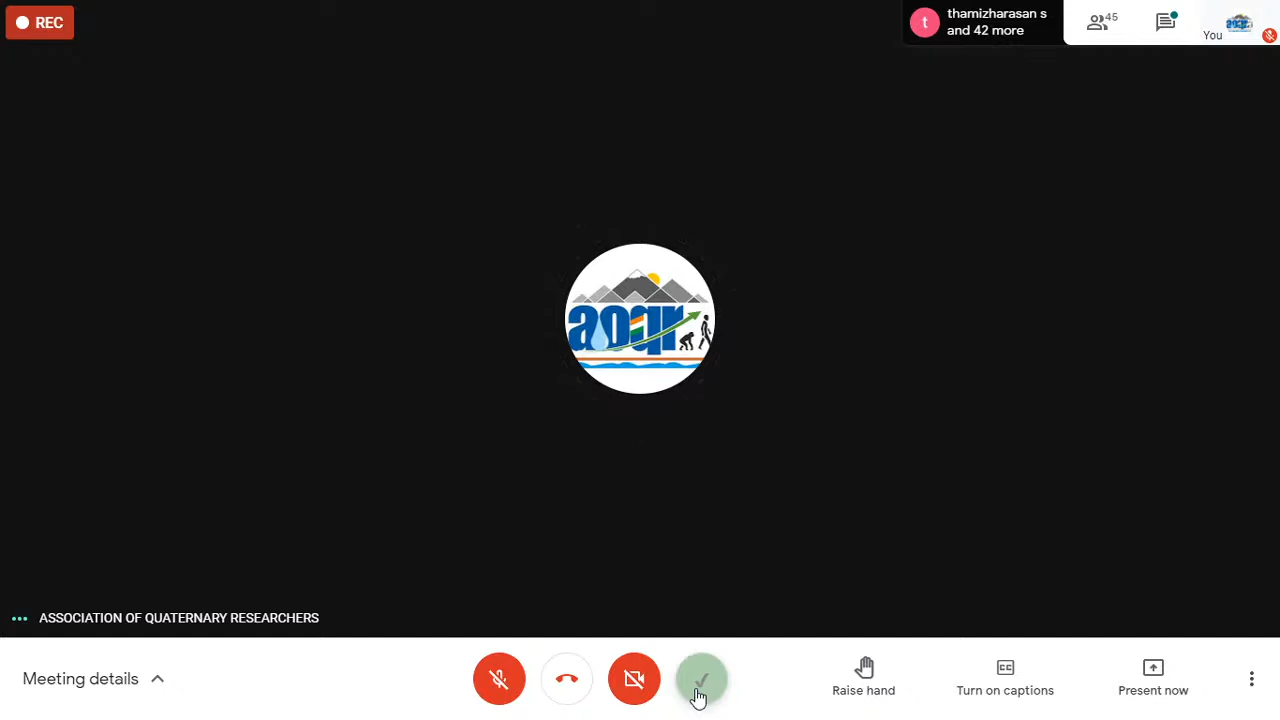 REC
thamizharasan s
and 42 more
45
You
t
aoqr
ASSOCIATION OF QUATERNARY RESEARCHERS
Meeting details
CC
Raise hand
Turn on captions
Present now